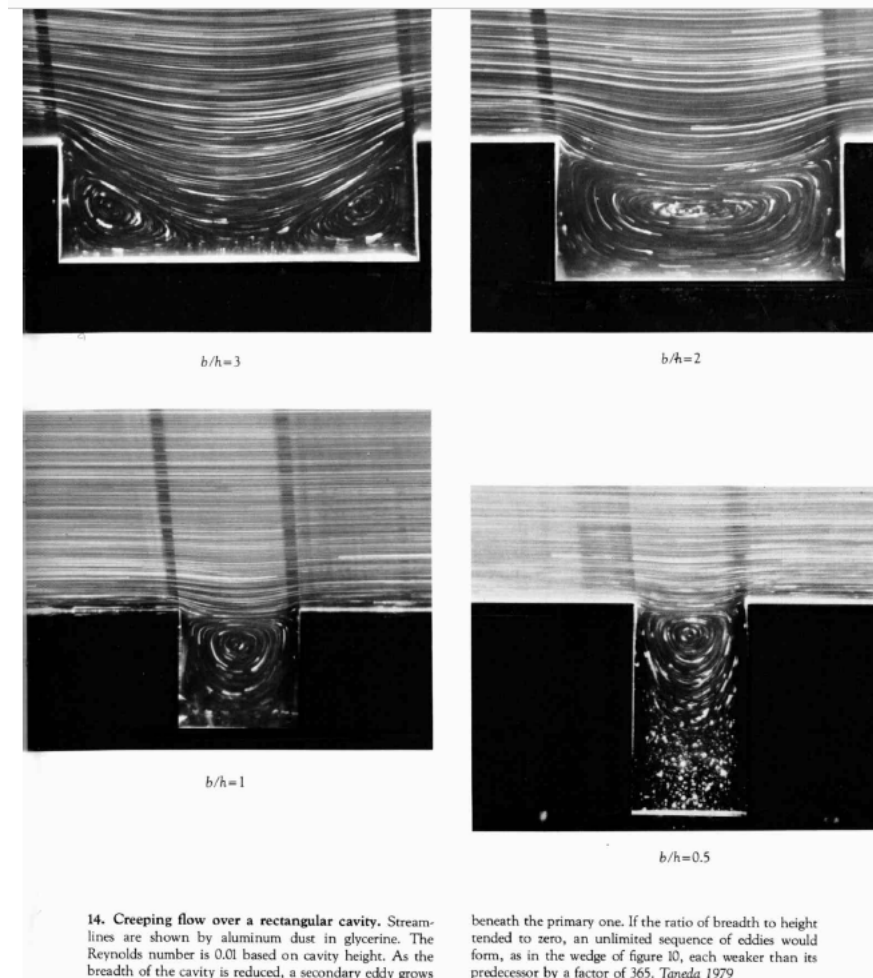 b/h=3
b/h=2
b/h=1
b/h=0.5
14. Creeping flow over a rectangular cavity. Stream-
lines are shown by aluminum dust in glycerine. The
Reynolds number is 0.01 based on cavity height. As the
breadth of the cavity is reduced, a secondary eddy grows
beneath the primary one. If the ratio of breadth to height
tended to zero, an unlimited sequence of eddies would
form, as in the wedge of figure 10, each weaker than its
predecessor by a factor of 365. Taneda 1979